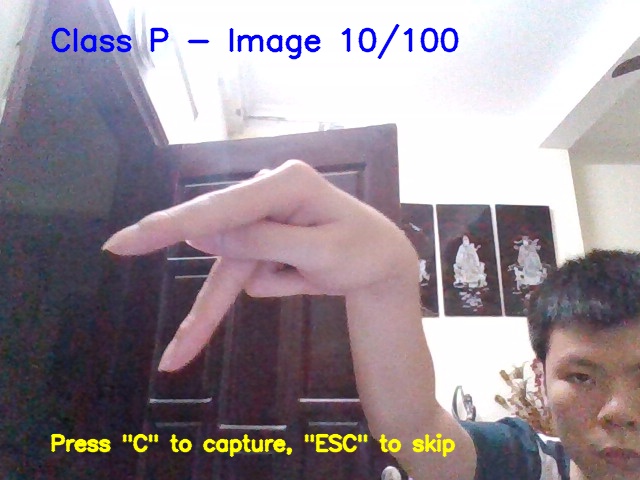 Class P - Image 10/100
Press "C" to capture, "ESC" to skip